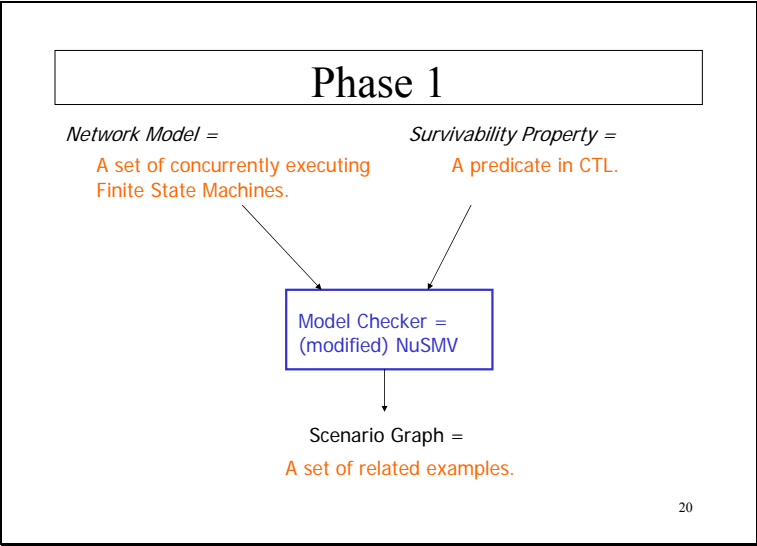 Phase 1
Network Model =
A set of concurrently executing
Finite State Machines.
Survivability Property =
A predicate in CTL.
Model Checker =
(modified) NuSMV
Scenario Graph =
A set of related examples.
20